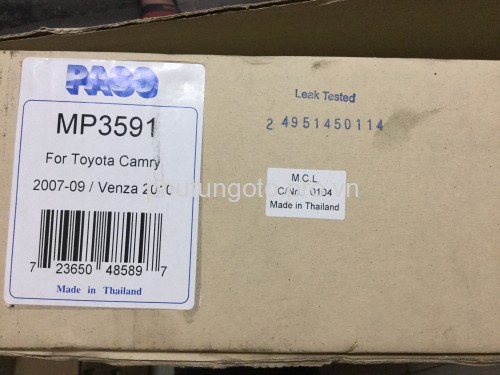 PACO
MP3591
For Toyota Camry
2007-09 / Venza 2010
7 23650 48589 7
Made in Thailand
Leak Tested
2 4951450114
M.C.L.
C/Nr. 0104
Made in Thailand